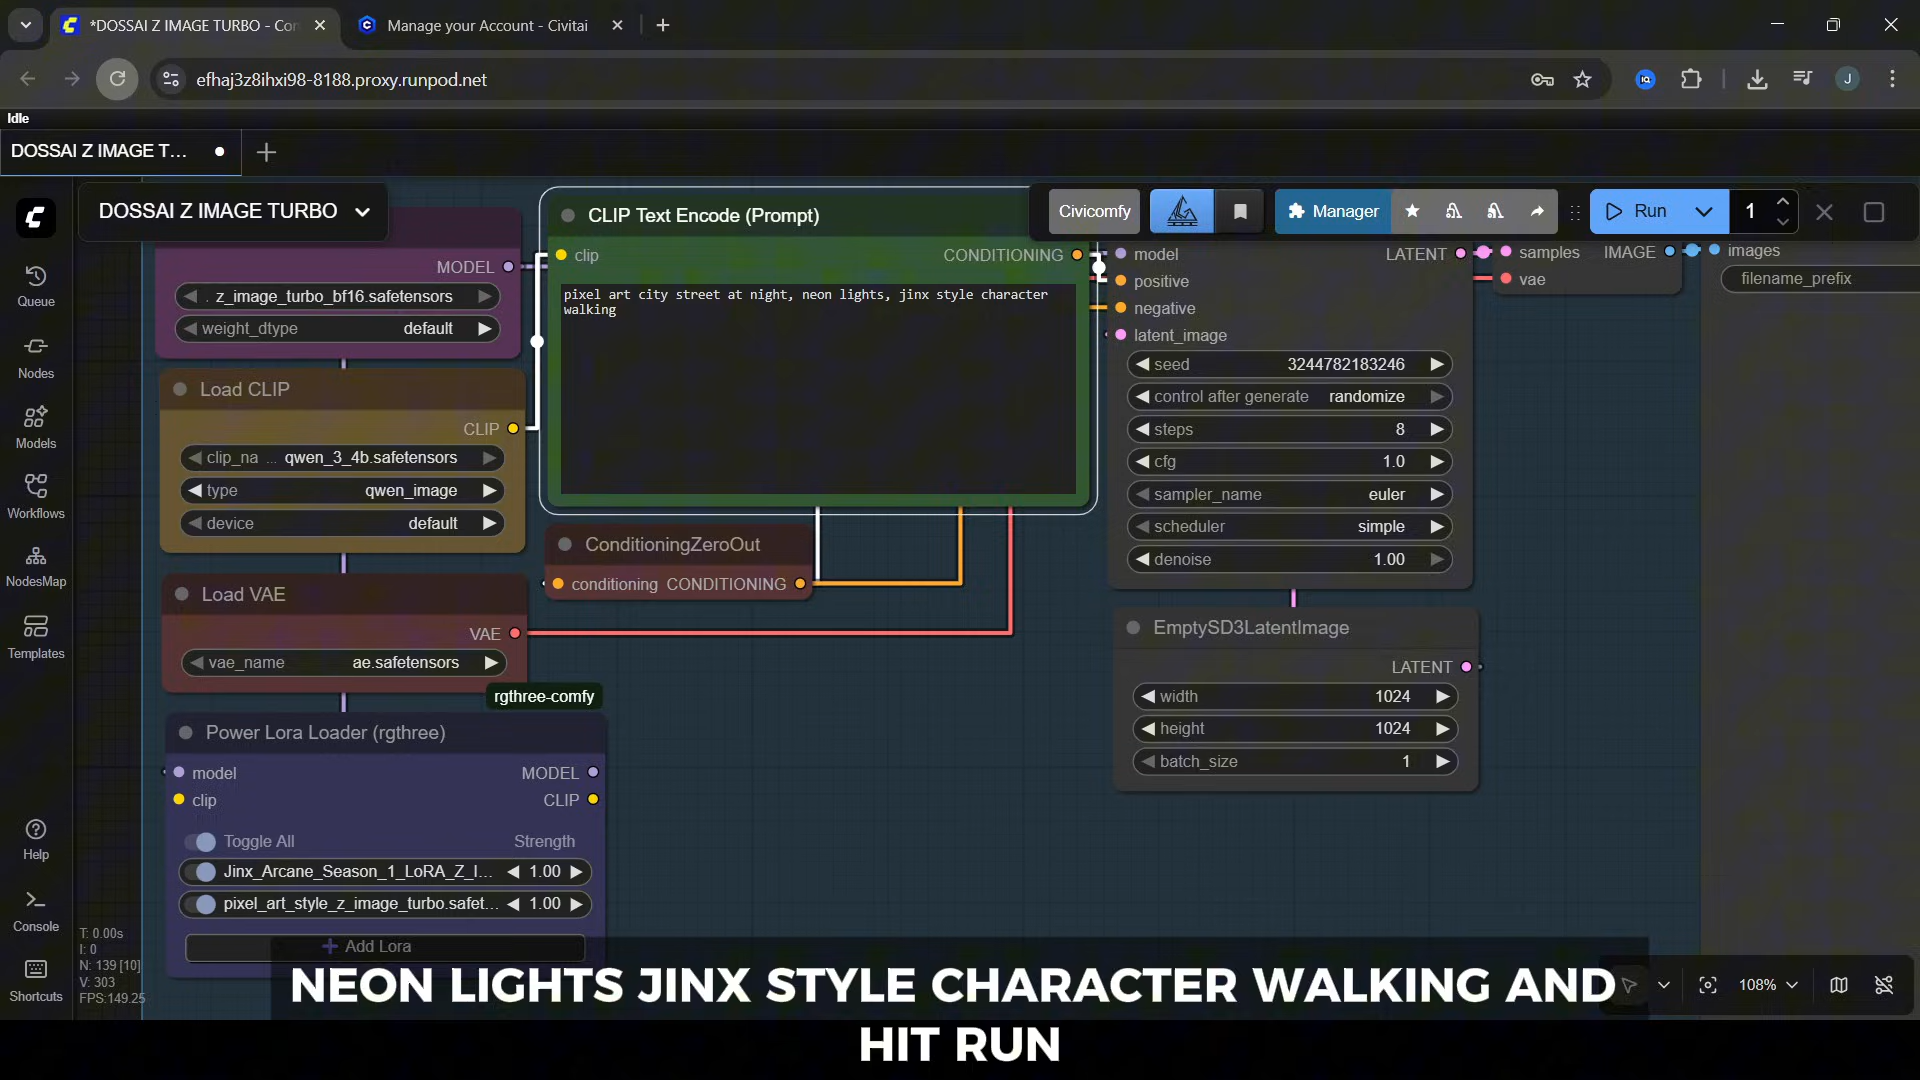 *DOSSAI Z IMAGE TURBO - Con
Manage your Account - Civitai
efhaj3z8ihxi98-8188.proxy.runpod.net
J
Idle
DOSSAI Z IMAGE T...
DOSSAI Z IMAGE TURBO
Civicomfy
Manager
Run
1
Queue
Nodes
Models
Workflows
NodesMap
Templates
Help
Console
Shortcuts
MODEL
z_image_turbo_bf16.safetensors
weight_dtype default
Load CLIP
CLIP
clip_na ... qwen_3_4b.safetensors
type qwen_image
device default
Load VAE
VAE
vae_name ae.safetensors
rgthree-comfy
Power Lora Loader (rgthree)
model MODEL
clip CLIP
Toggle All Strength
Jinx_Arcane_Season_1_LoRA_Z_I... 1.00
pixel_art_style_z_image_turbo.safet... 1.00
Add Lora
CLIP Text Encode (Prompt)
clip CONDITIONING
pixel art city street at night, neon lights, jinx style character
walking
ConditioningZeroOut
conditioning CONDITIONING
model LATENT
positive
negative
latent_image
seed 3244782183246
control after generate randomize
steps 8
cfg 1.0
sampler_name euler
scheduler simple
denoise 1.00
EmptySD3LatentImage
LATENT
width 1024
height 1024
batch_size 1
samples IMAGE
vae
images
filename_prefix
T: 0.00s
I: 0
N: 139 [10]
V: 303
FPS:149.25
108%
NEON LIGHTS JINX STYLE CHARACTER WALKING AND
HIT RUN